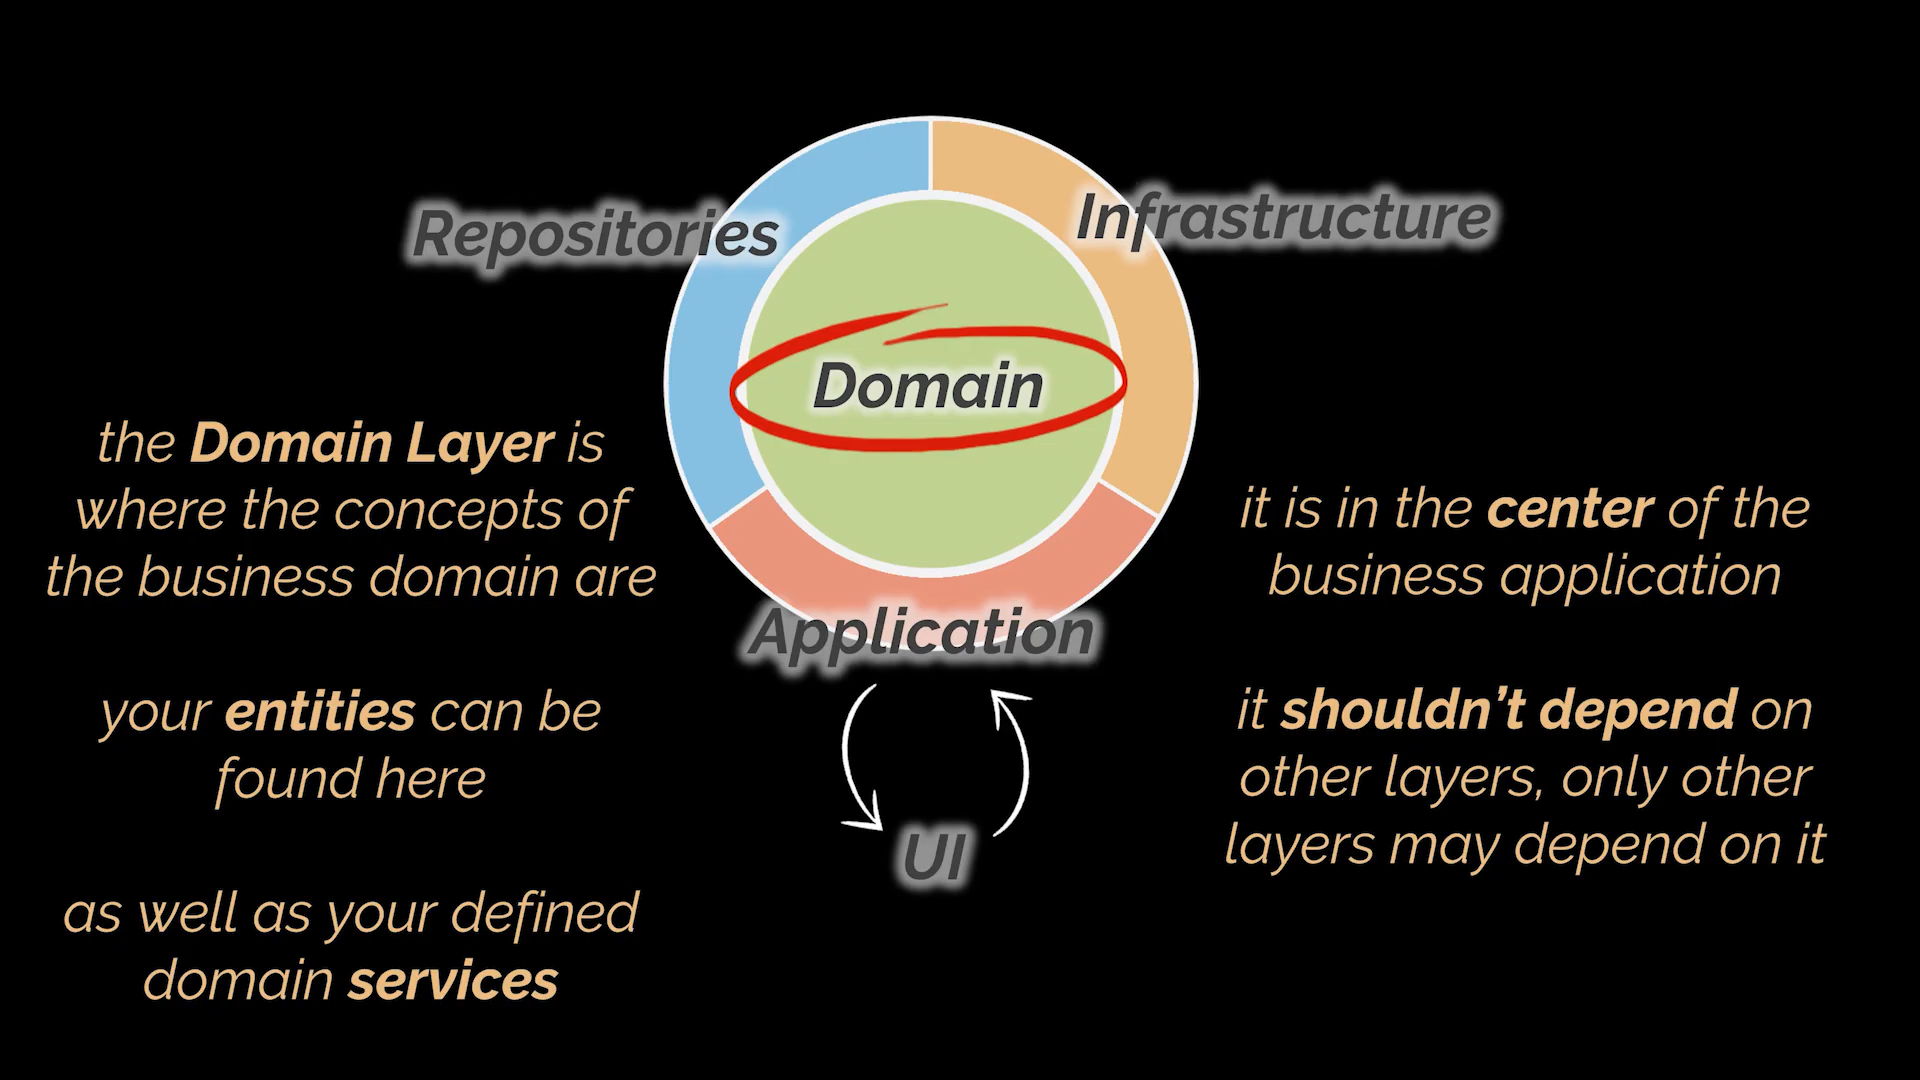 Repositories
Infrastructure
Domain
Application
UI
the Domain Layer is
where the concepts of
the business domain are
your entities can be
found here
as well as your defined
domain services
it is in the center of the
business application
it shouldn’t depend on
other layers, only other
layers may depend on it